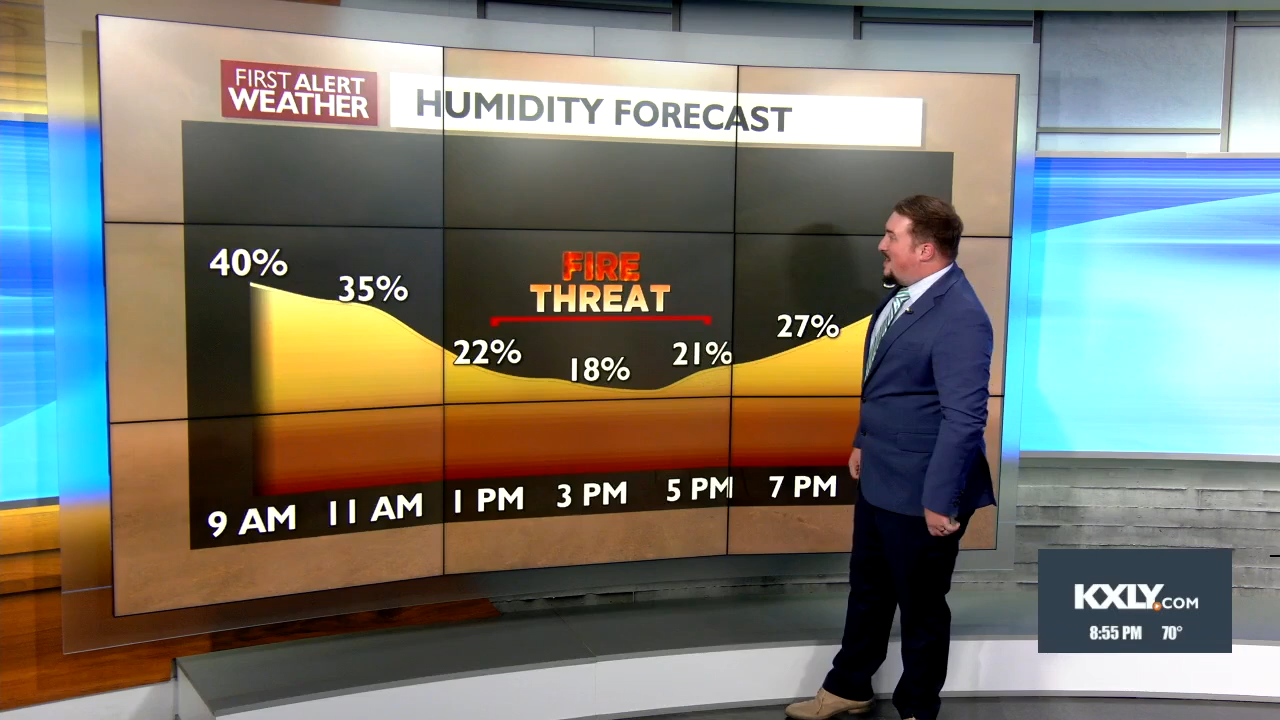 FIRST ALERT
WEATHER
HUMIDITY FORECAST
40%
35%
FIRE
THREAT
22%
18%
21%
27%
9 AM
11 AM
1 PM
3 PM
5 PM
7 PM
KXLY.COM
8:55 PM 70°